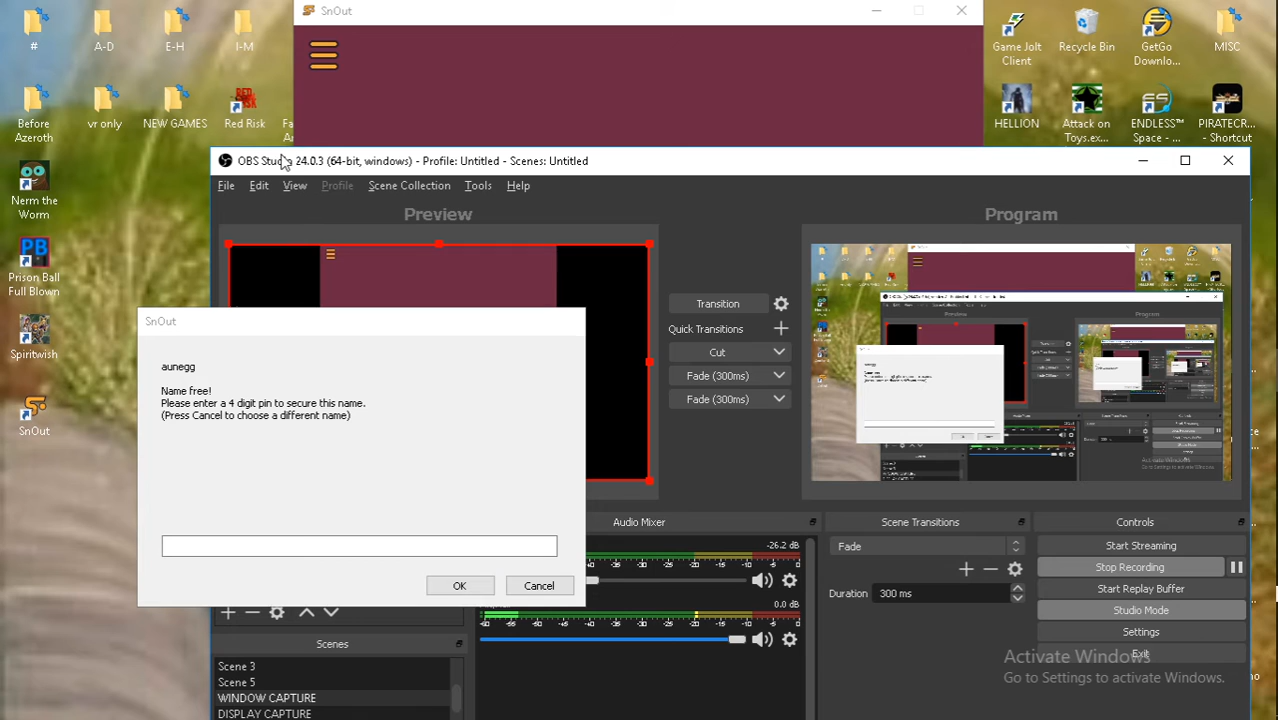 SnOut
#
A-D
E-H
I-M
Game Jolt
Client
Recycle Bin
GetGo
Downlo...
MISC
Before
Azeroth
vr only
NEW GAMES
Red Risk
HELLION
Attack on
Toys.ex...
ENDLESS™
Space - ...
PIRATECR...
- Shortcut
OBS Studio 24.0.3 (64-bit, windows) - Profile: Untitled - Scenes: Untitled
File Edit View Profile Scene Collection Tools Help
Nerm the
Worm
Preview
Program
Prison Ball
Full Blown
Transition
Quick Transitions
Cut
Fade (300ms)
Fade (300ms)
Spiritwish
SnOut
SnOut
aunegg
Name free!
Please enter a 4 digit pin to secure this name.
(Press Cancel to choose a different name)
OK
Cancel
Audio Mixer
-26.2 dB
0.0 dB
Scene Transitions
Fade
Duration
300 ms
Controls
Start Streaming
Stop Recording
Start Replay Buffer
Studio Mode
Settings
Exit
Scenes
Scene 3
Scene 5
WINDOW CAPTURE
DISPLAY CAPTURE
Activate Windows
Go to Settings to activate Windows.